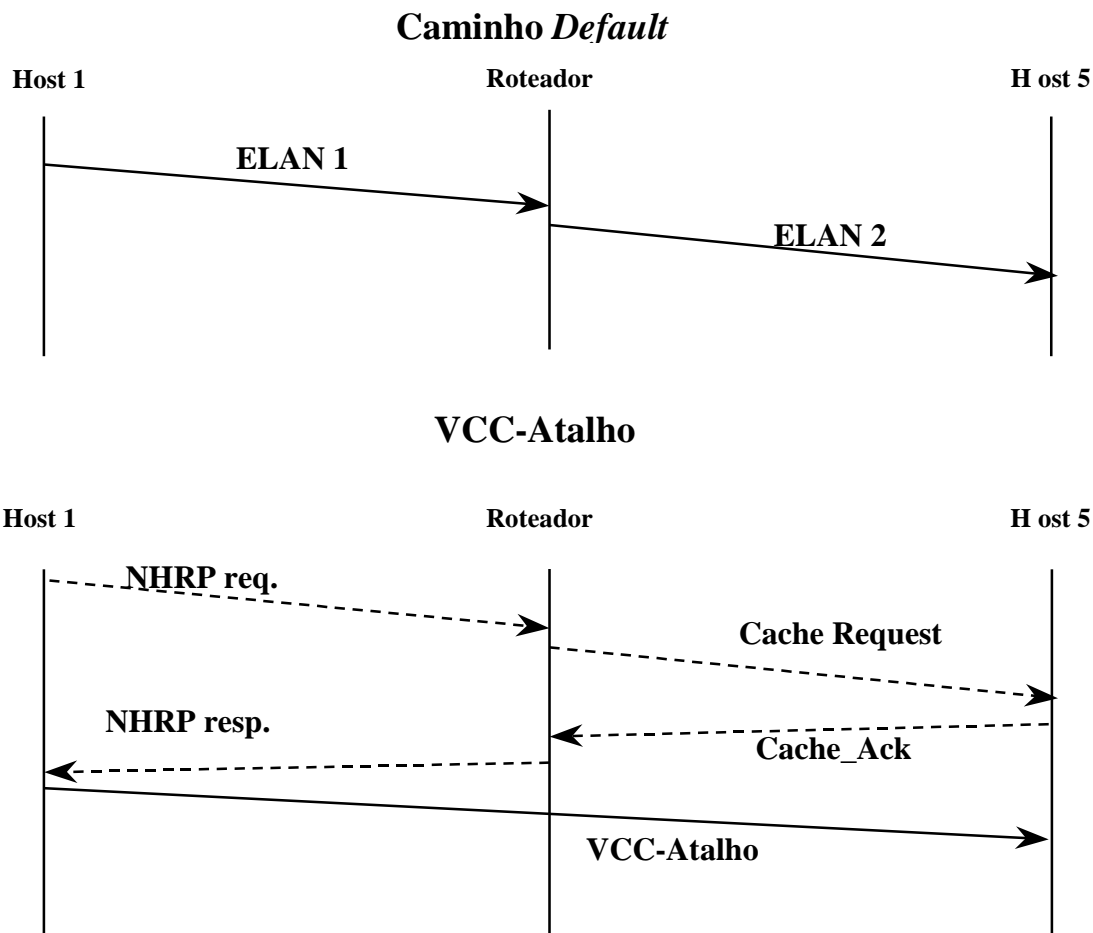 Caminho Default
Host 1 Roteador H ost 5
ELAN 1
ELAN 2
VCC-Atalho
Host 1 Roteador H ost 5
NHRP req.
Cache Request
NHRP resp.
Cache_Ack
VCC-Atalho